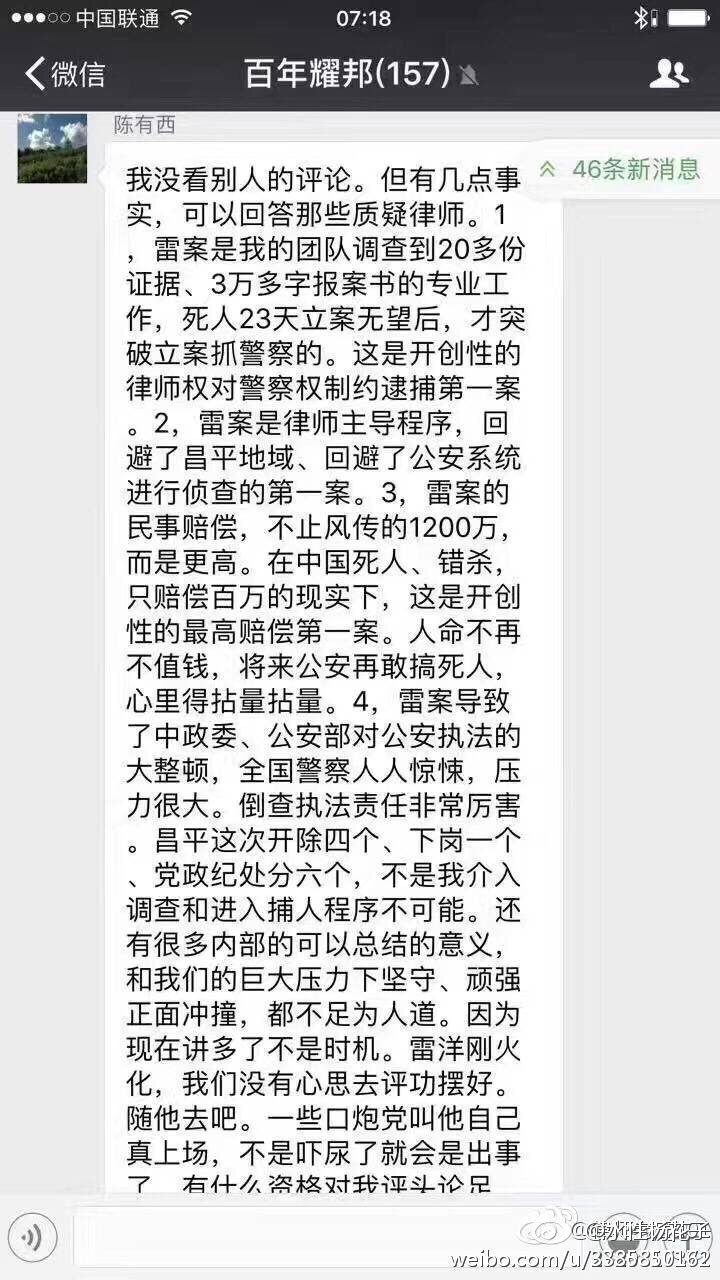 中国联通
07:18
微信
百年耀邦(157)
陈有西
46条新消息
我没看别人的评论。但有几点事
实，可以回答那些质疑律师。1
，雷案是我的团队调查到20多份
证据、3万多字报案书的专业工
作，死人23天立案无望后，才突
破立案抓警察的。这是开创性的
律师权对警察权制约逮捕第一案
。2，雷案是律师主导程序，回
避了昌平地域、回避了公安系统
进行侦查的第一案。3，雷案的
民事赔偿，不止风传的1200万，
而是更高。在中国死人、错杀，
只赔偿百万的现实下，这是开创
性的最高赔偿第一案。人命不再
不值钱，将来公安再敢搞死人，
心里得拈量拈量。4，雷案导致
了中政委、公安部对公安执法的
大整顿，全国警察人人惊悚，压
力很大。倒查执法责任非常厉害
。昌平这次开除四个、下岗一个
、党政纪处分六个，不是我介入
调查和进入捕人程序不可能。还
有很多内部的可以总结的意义，
和我们的巨大压力下坚守、顽强
正面冲撞，都不足为人道。因为
现在讲多了不是时机。雷洋刚火
化，我们没有心思去评功摆好。
随他去吧。一些口炮党叫他自己
真上场，不是吓尿了就会是出事
了，有什么资格对我评头论足
weibo.com/u/